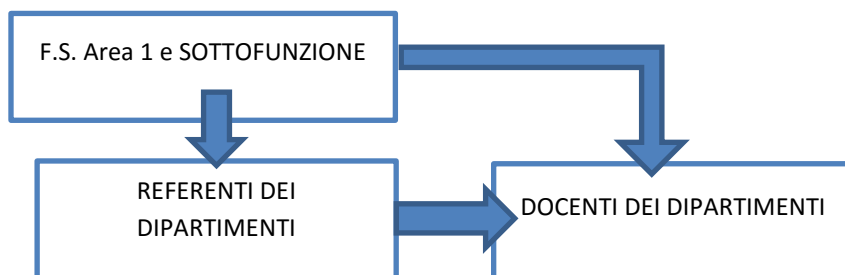 F.S. Area 1 e SOTTOFUNZIONE
REFERENTI DEI
DIPARTIMENTI
DOCENTI DEI DIPARTIMENTI